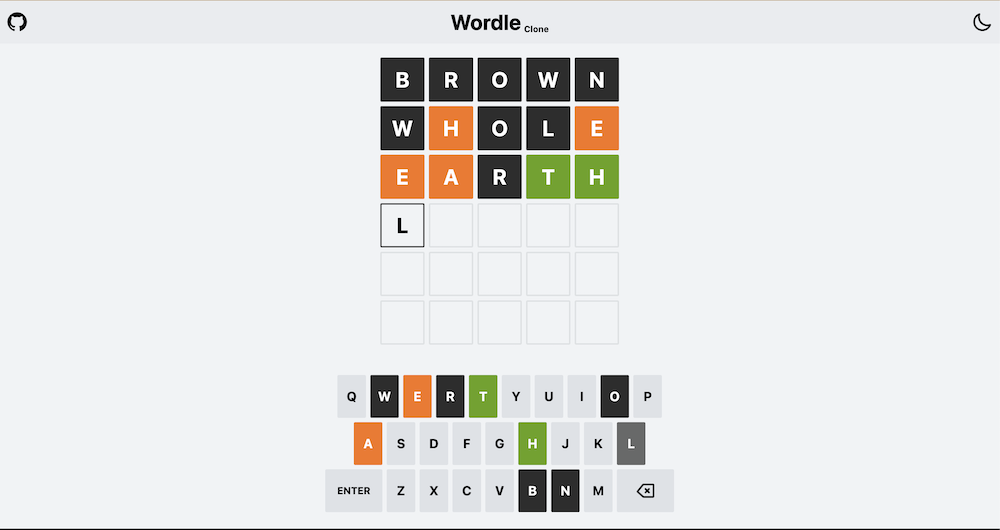 Wordle Clone
B R O W N
W H O L E
E A R T H
L
Q W E R T Y U I O P
A S D F G H J K L
ENTER Z X C V B N M